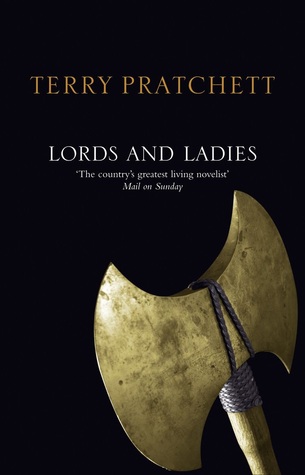 TERRY PRATCHETT
LORDS AND LADIES
‘The country’s greatest living novelist’
Mail on Sunday